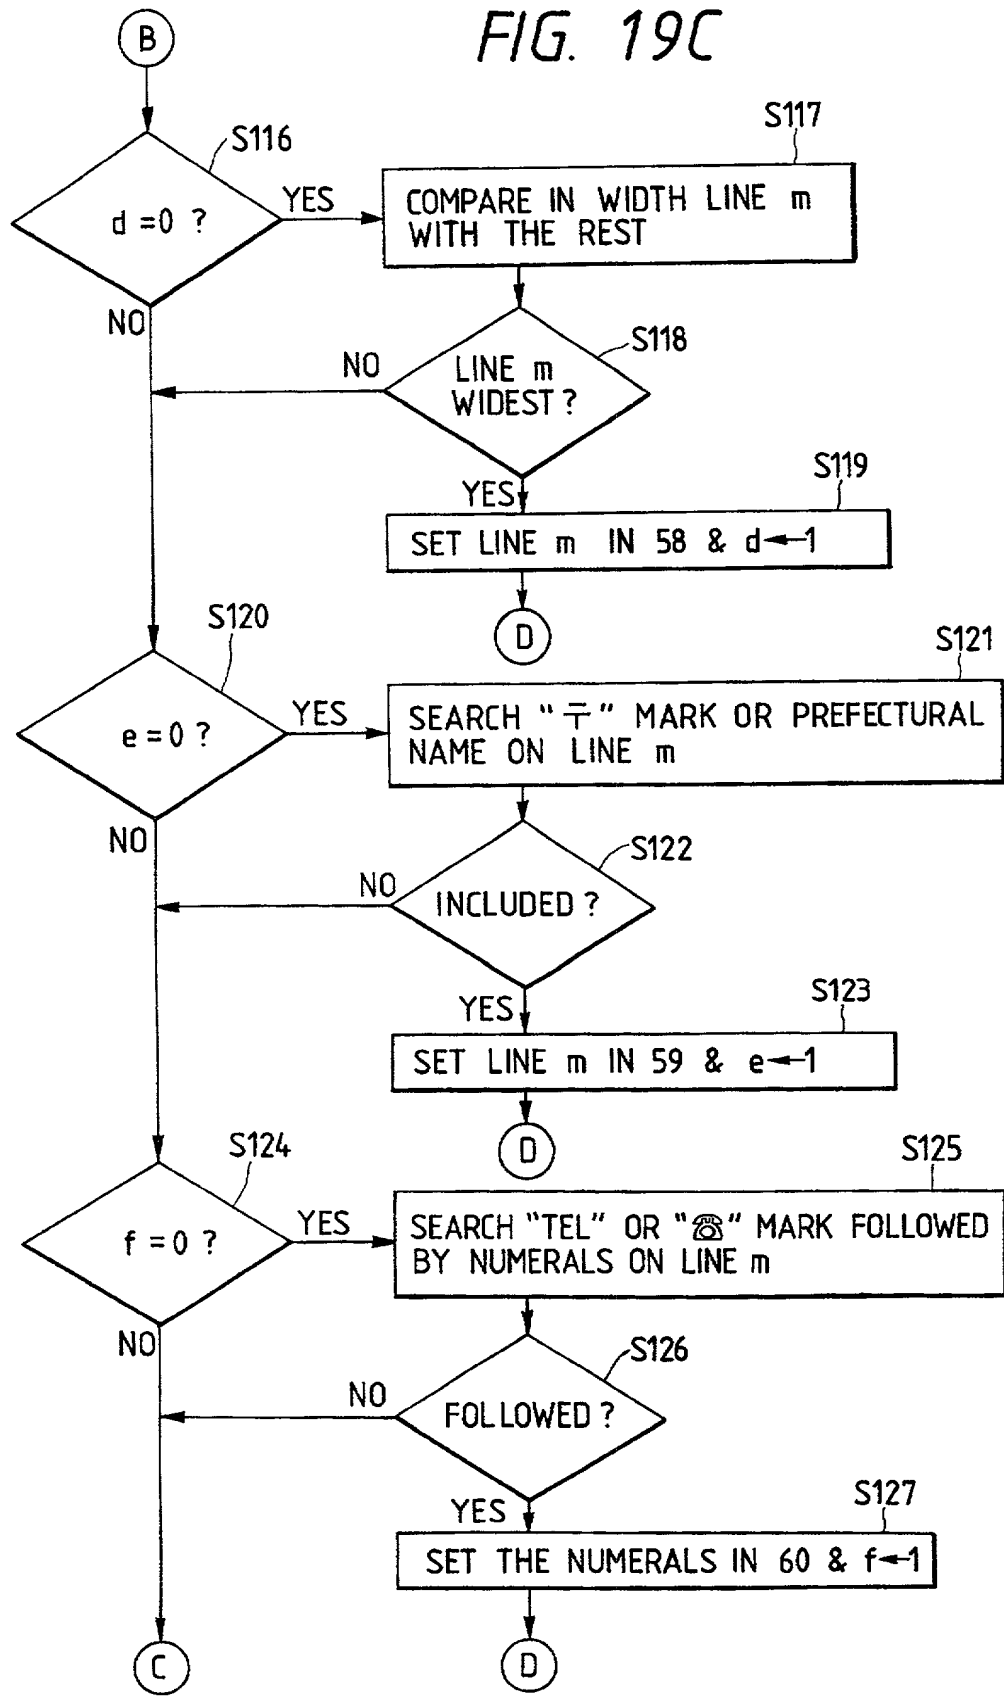 FIG. 19C
B
S116
d =0 ?
YES
NO
S117
COMPARE IN WIDTH LINE m
WITH THE REST
S118
LINE m
WIDEST ?
NO
YES
S119
SET LINE m IN 58 & d←1
D
S120
e =0 ?
YES
NO
S121
SEARCH "〒" MARK OR PREFECTURAL
NAME ON LINE m
S122
INCLUDED ?
NO
YES
S123
SET LINE m IN 59 & e←1
D
S124
f =0 ?
YES
NO
S125
SEARCH "TEL" OR "☎" MARK FOLLOWED
BY NUMERALS ON LINE m
S126
FOLLOWED ?
NO
YES
S127
SET THE NUMERALS IN 60 & f←1
C
D